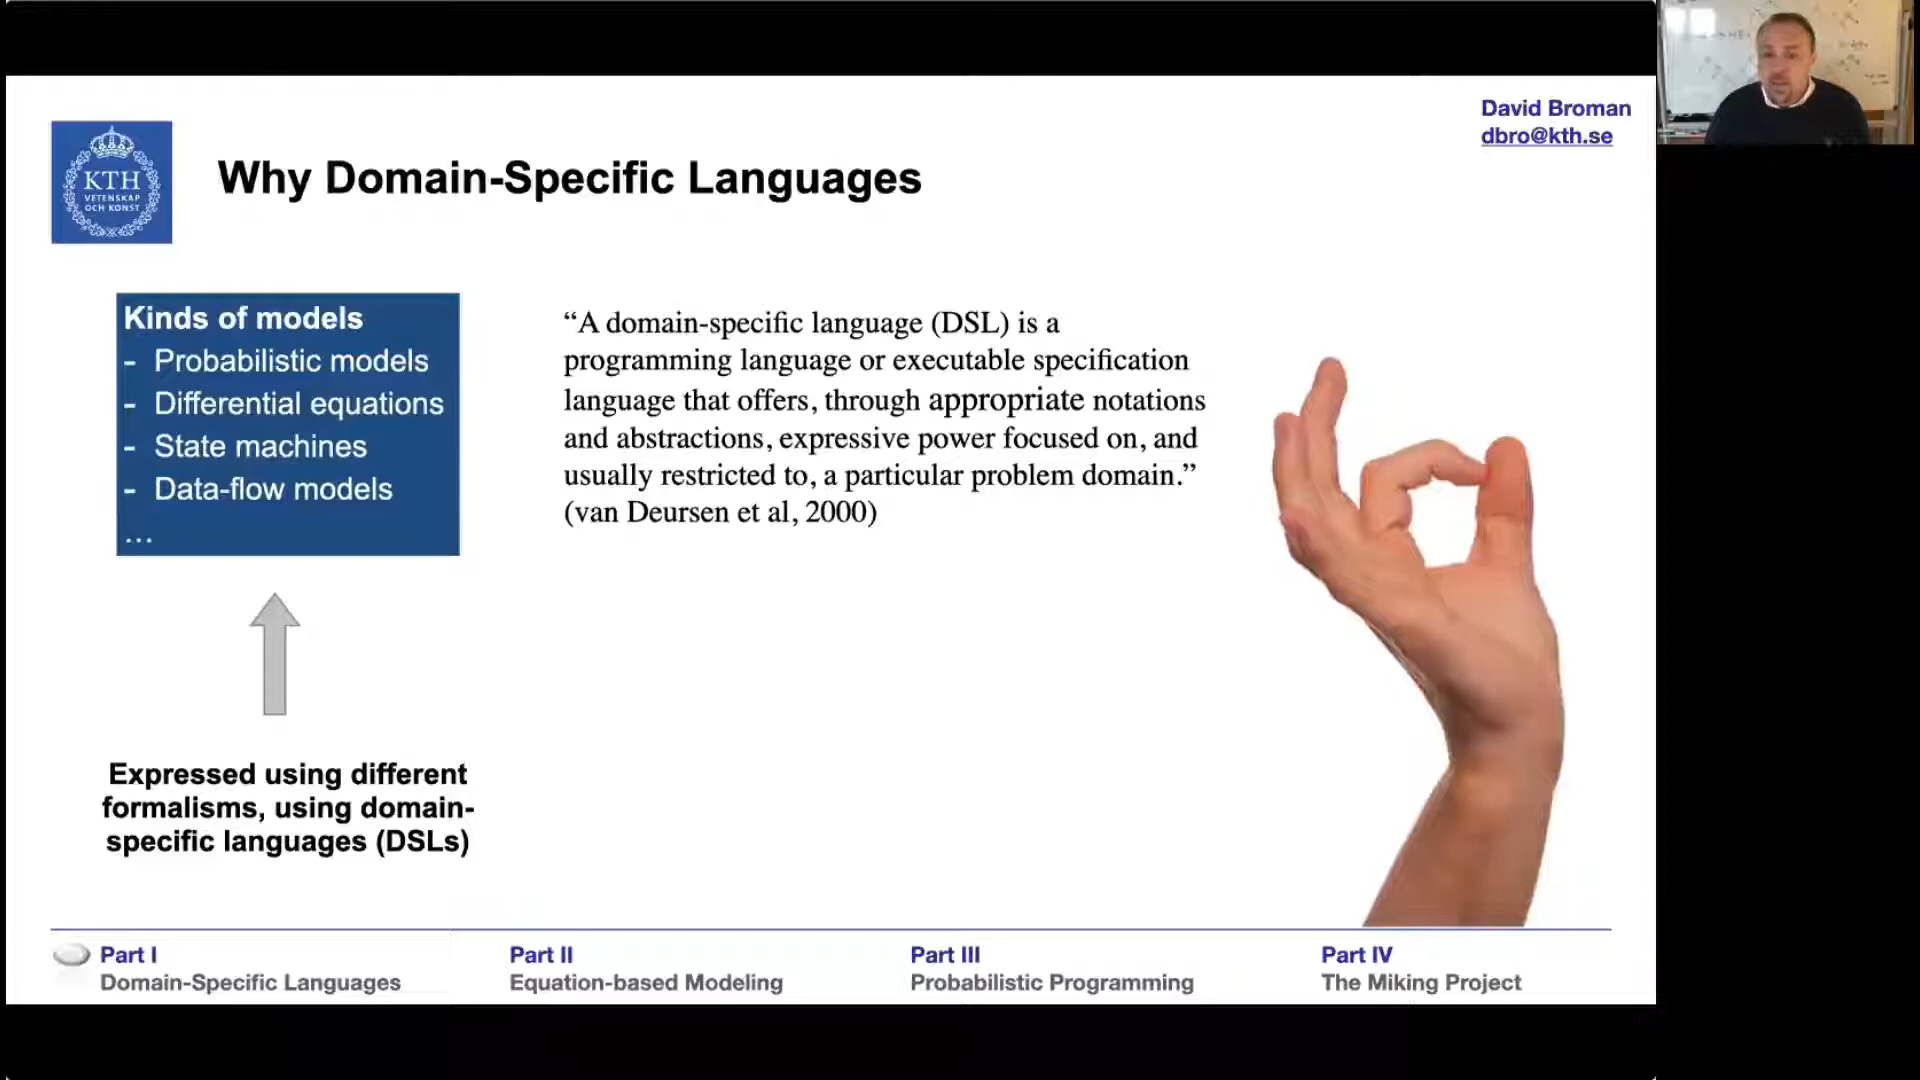 David Broman
dbro@kth.se
KTH
VETENSKAP
OCH KONST
Why Domain-Specific Languages
Kinds of models
- Probabilistic models
- Differential equations
- State machines
- Data-flow models
...
“A domain-specific language (DSL) is a
programming language or executable specification
language that offers, through appropriate notations
and abstractions, expressive power focused on, and
usually restricted to, a particular problem domain.”
(van Deursen et al, 2000)
Expressed using different
formalisms, using domain-
specific languages (DSLs)
Part I
Domain-Specific Languages
Part II
Equation-based Modeling
Part III
Probabilistic Programming
Part IV
The Miking Project